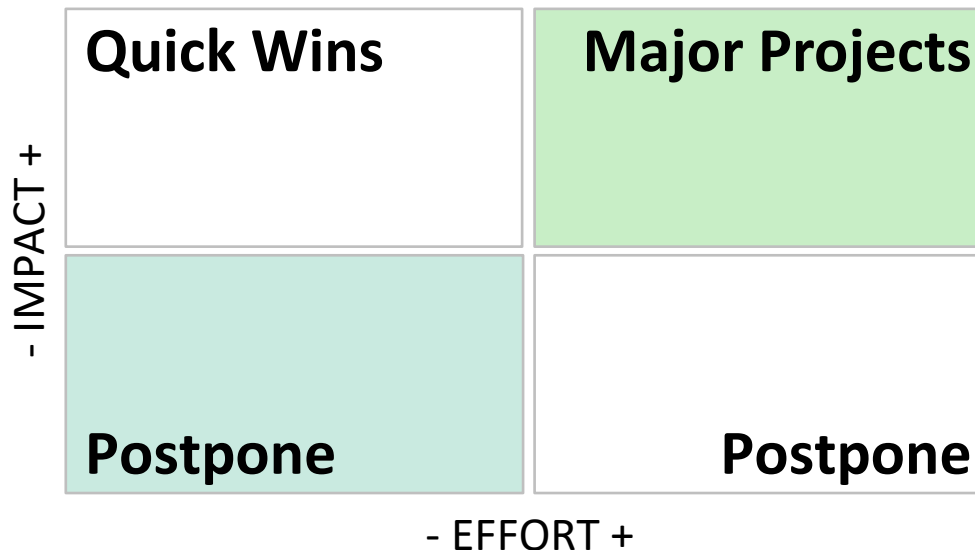 Quick Wins
Major Projects
- IMPACT +
Postpone
Postpone
- EFFORT +